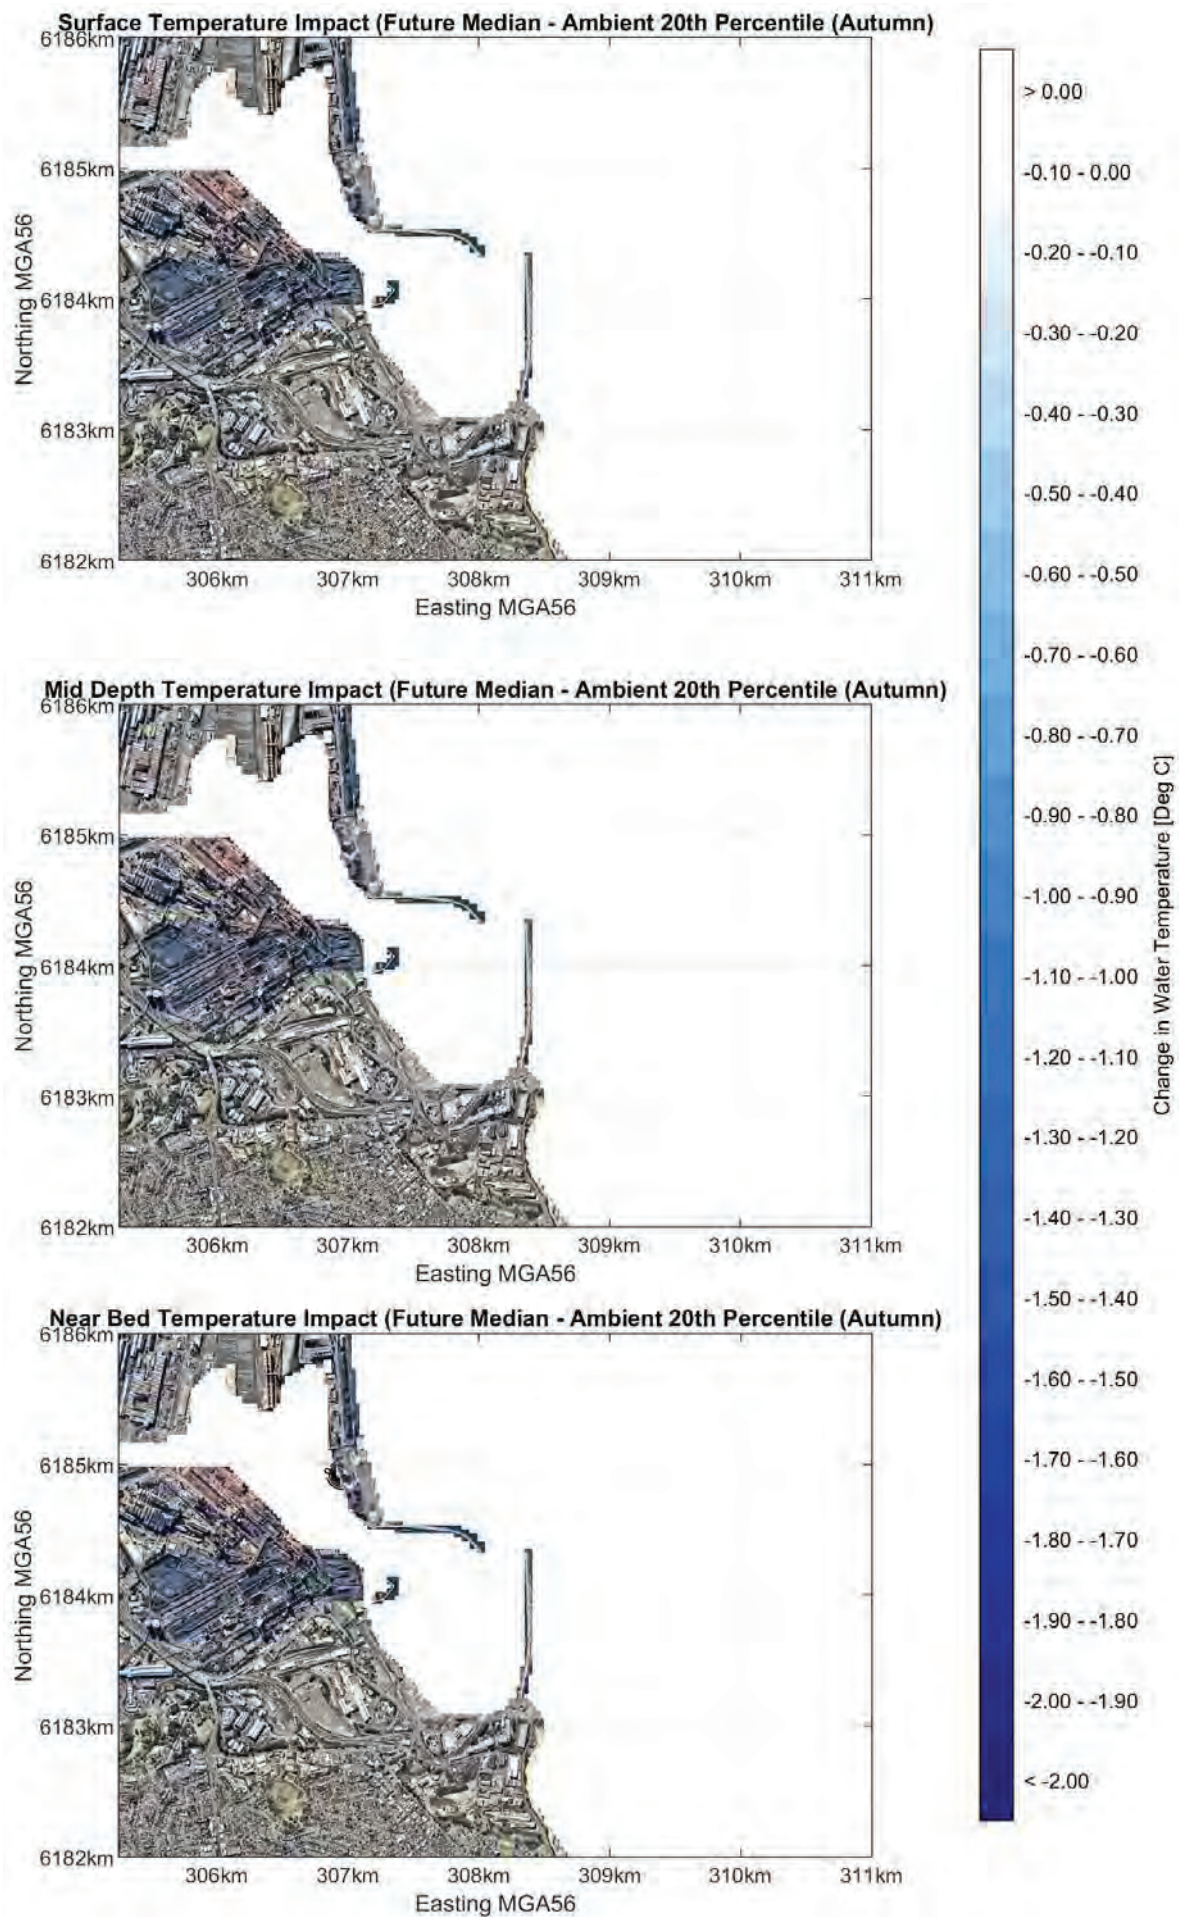 Surface Temperature Impact (Future Median - Ambient 20th Percentile (Autumn)
6186km
6185km
6184km
6183km
6182km
Northing MGA56
306km 307km 308km 309km 310km 311km
Easting MGA56
Mid Depth Temperature Impact (Future Median - Ambient 20th Percentile (Autumn)
6186km
6185km
6184km
6183km
6182km
Northing MGA56
306km 307km 308km 309km 310km 311km
Easting MGA56
Near Bed Temperature Impact (Future Median - Ambient 20th Percentile (Autumn)
6186km
6185km
6184km
6183km
6182km
Northing MGA56
306km 307km 308km 309km 310km 311km
Easting MGA56
> 0.00
-0.10 - 0.00
-0.20 - -0.10
-0.30 - -0.20
-0.40 - -0.30
-0.50 - -0.40
-0.60 - -0.50
-0.70 - -0.60
-0.80 - -0.70
-0.90 - -0.80
-1.00 - -0.90
-1.10 - -1.00
-1.20 - -1.10
-1.30 - -1.20
-1.40 - -1.30
-1.50 - -1.40
-1.60 - -1.50
-1.70 - -1.60
-1.80 - -1.70
-1.90 - -1.80
-2.00 - -1.90
< -2.00
Change in Water Temperature [Deg C]